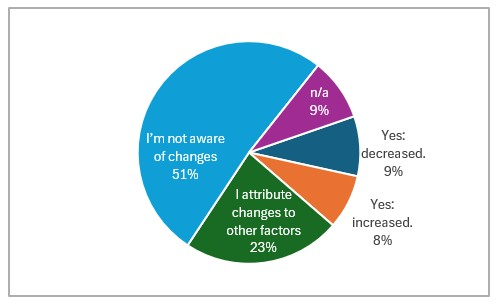 n/a
9%
I'm not aware
of changes
51%
Yes:
decreased.
9%
I attribute
changes to
other factors
23%
Yes:
increased.
8%